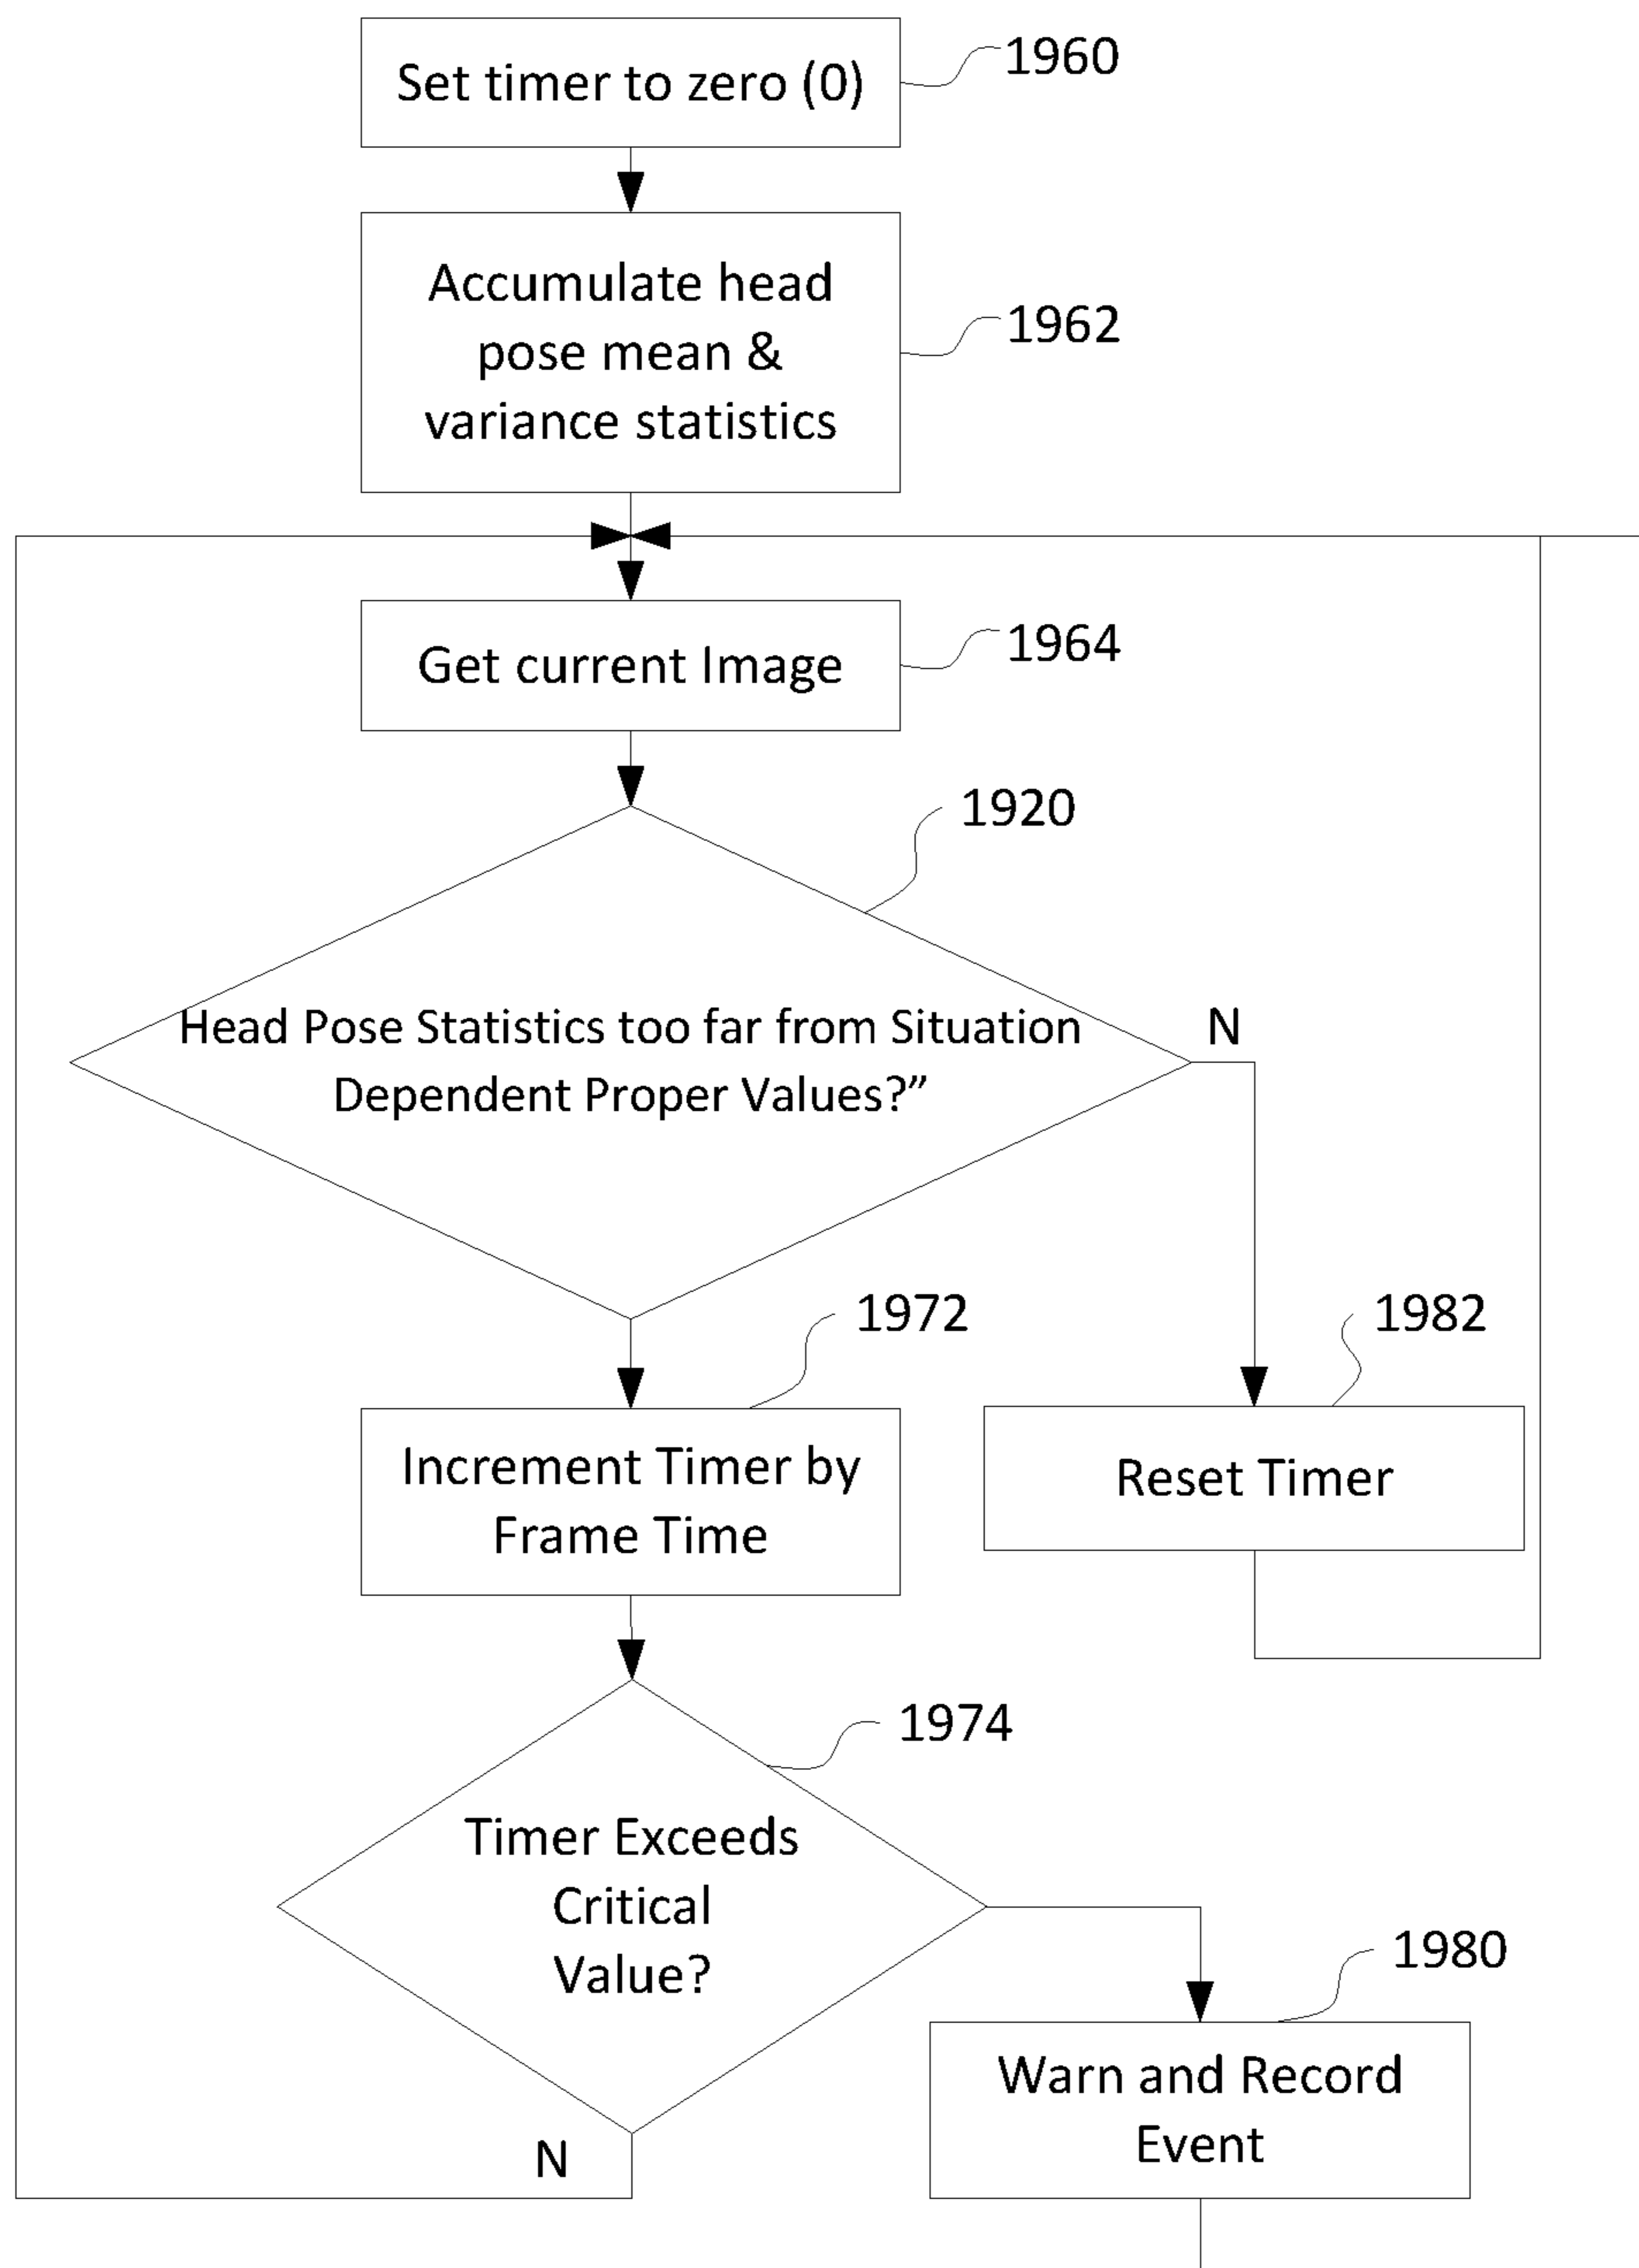 Set timer to zero (0)
1960
Accumulate head
pose mean &
variance statistics
1962
Get current Image
1964
1920
Head Pose Statistics too far from Situation
Dependent Proper Values?”
N
1972
1982
Increment Timer by
Frame Time
Reset Timer
1974
Timer Exceeds
Critical
Value?
1980
Warn and Record
Event
N